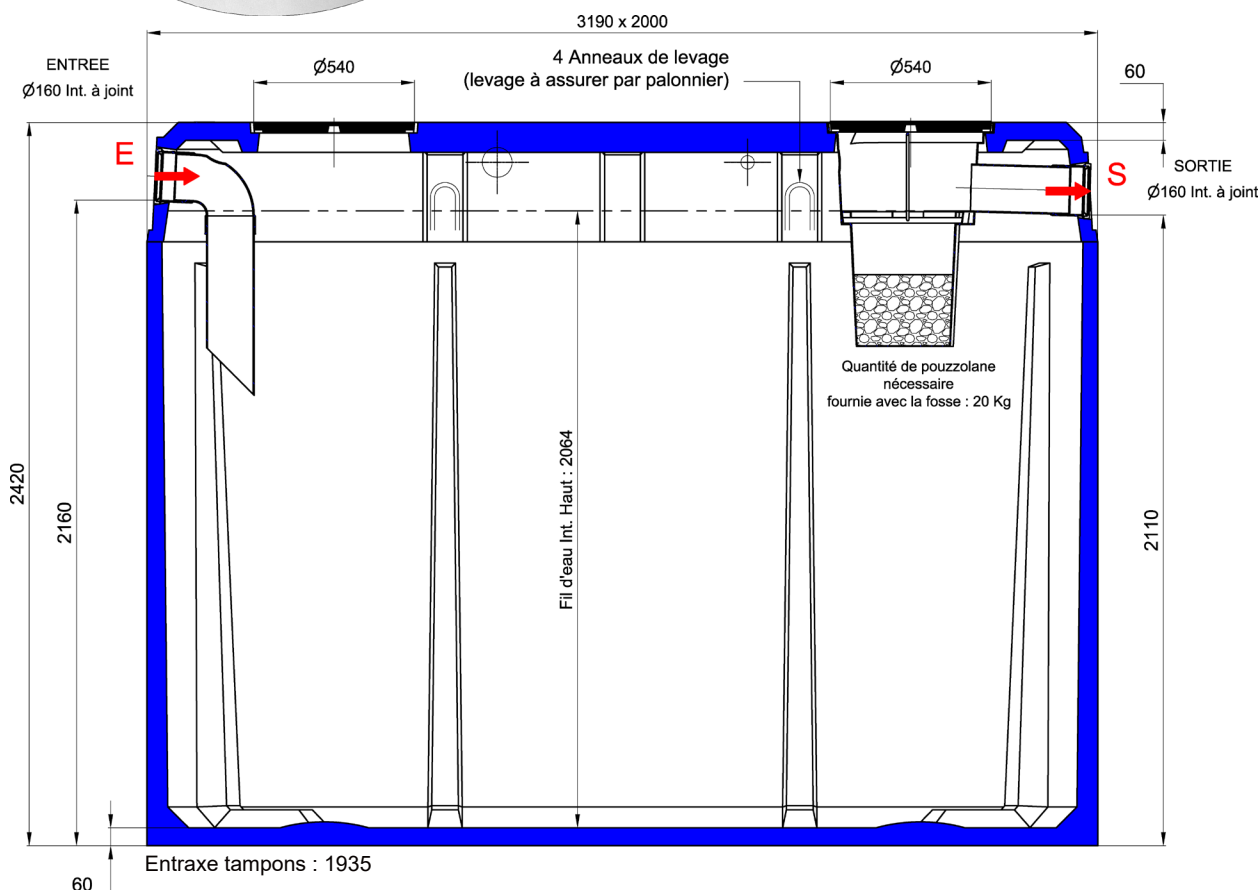 3190 x 2000
ENTREE
Ø160 Int. à joint
Ø540
4 Anneaux de levage
(levage à assurer par palonnier)
Ø540
60
E
S
SORTIE
Ø160 Int. à joint
Quantité de pouzzolane
nécessaire
fournie avec la fosse : 20 Kg
2420
2160
Fil d'eau Int. Haut : 2064
2110
Entraxe tampons : 1935
60